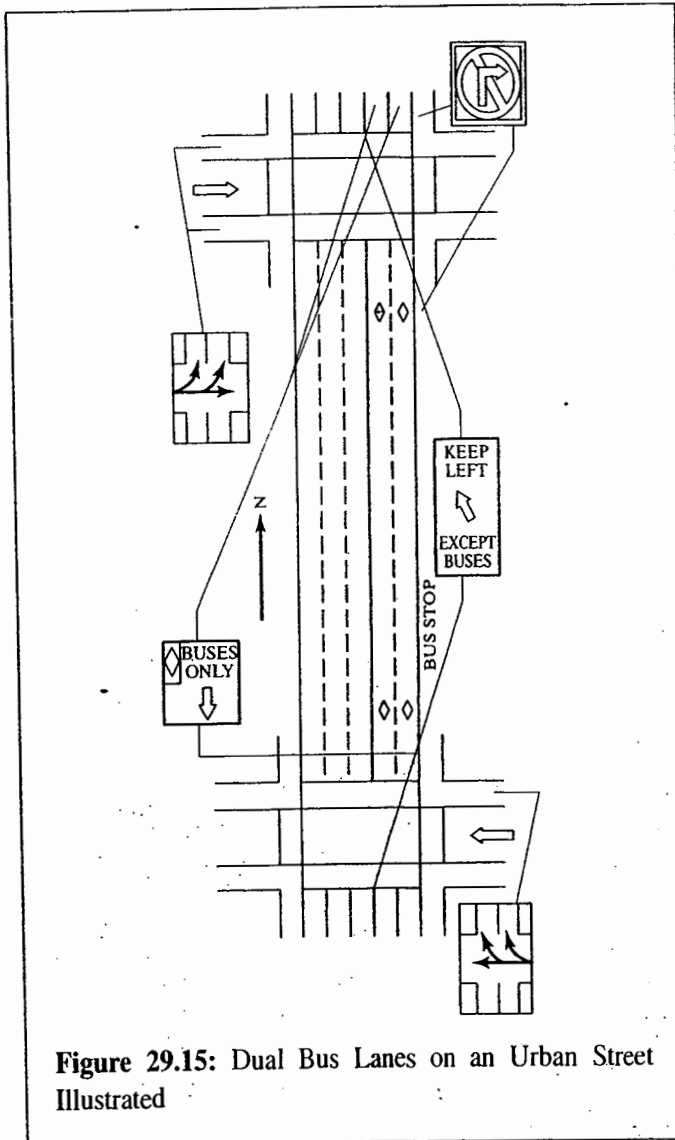 KEEP
LEFT
EXCEPT
BUSES
N
BUS STOP
BUSES
ONLY
Figure 29.15: Dual Bus Lanes on an Urban Street
Illustrated